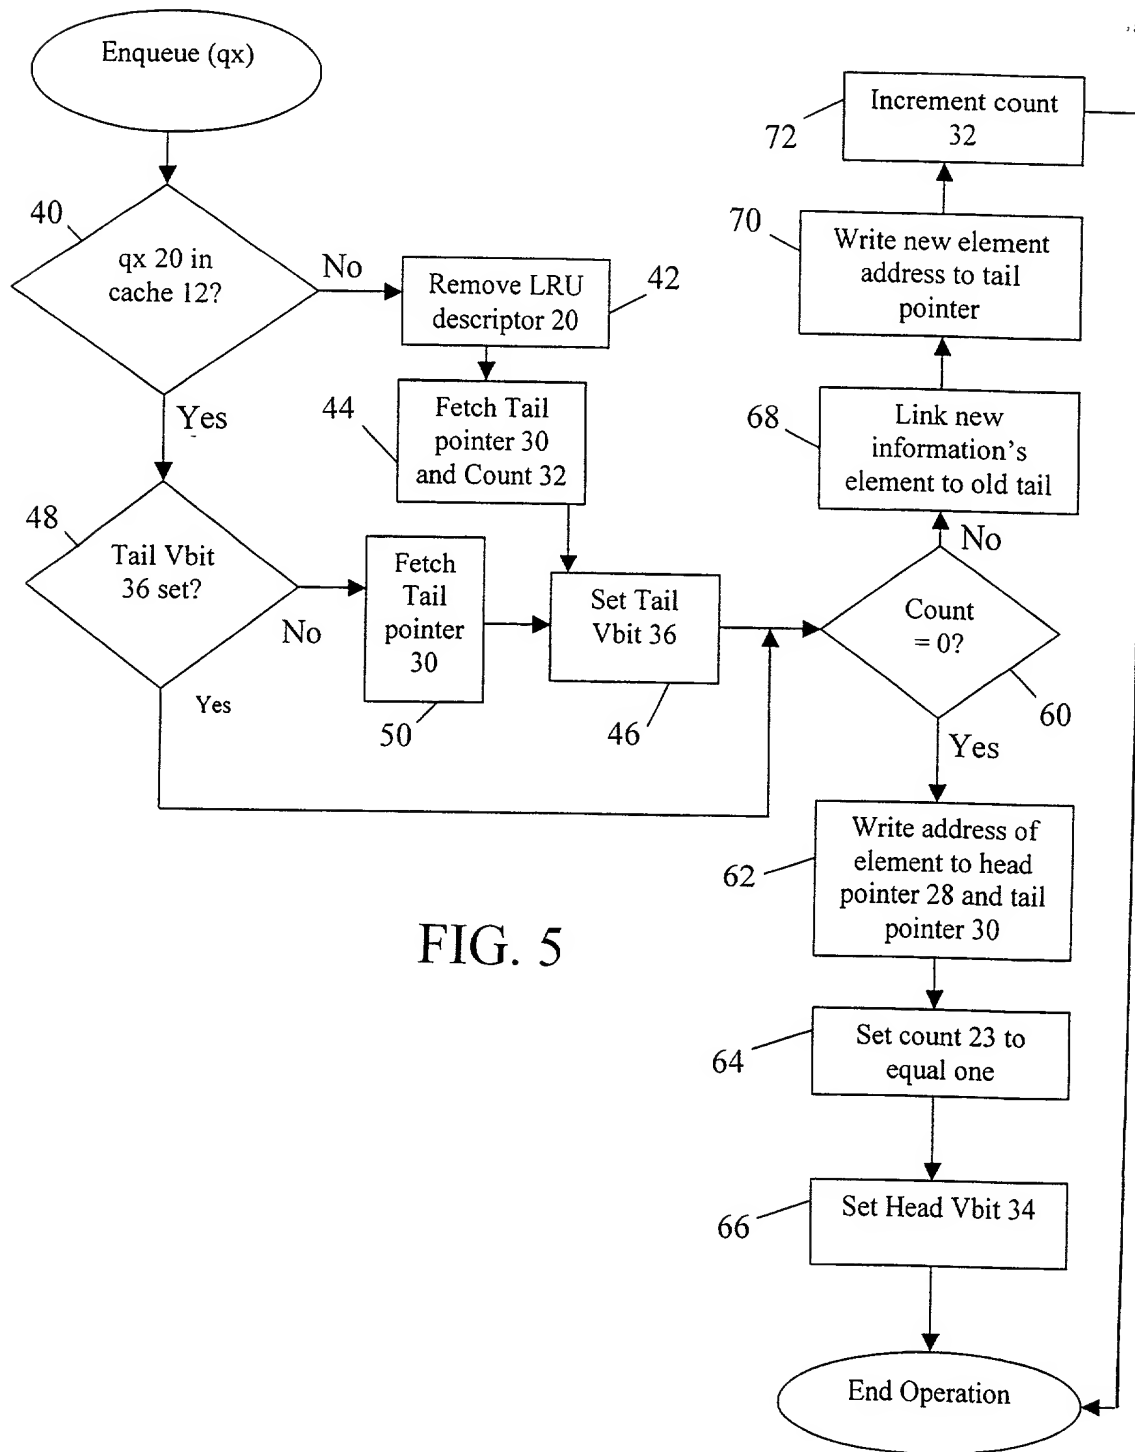 Enqueue (qx)
40
qx 20 in
cache 12?
No
Remove LRU
descriptor 20
42
Yes
44
Fetch Tail
pointer 30
and Count 32
48
Tail Vbit
36 set?
No
Yes
Fetch
Tail
pointer
30
50
Set Tail
Vbit 36
46
Count
= 0?
60
No
68
Link new
information's
element to old tail
70
Write new element
address to tail
pointer
72
Increment count
32
Yes
62
Write address of
element to head
pointer 28 and tail
pointer 30
64
Set count 23 to
equal one
66
Set Head Vbit 34
End Operation
FIG. 5